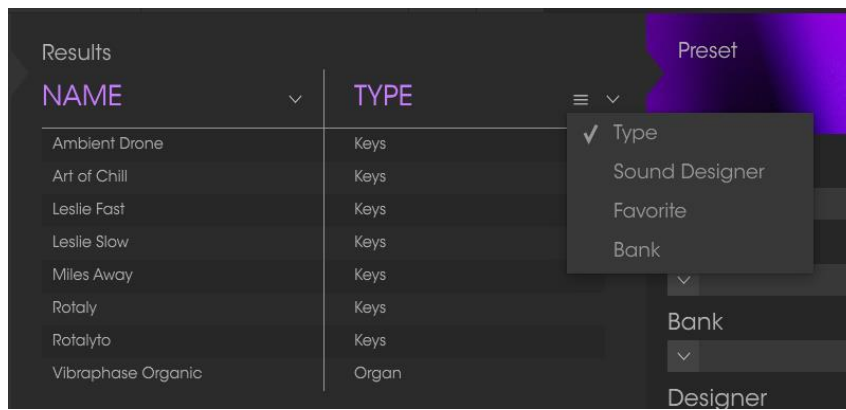 Results
NAME
TYPE
Ambient Drone Keys
Art of Chill Keys
Leslie Fast Keys
Leslie Slow Keys
Miles Away Keys
Rotaly Keys
Rotalyto Keys
Vibraphase Organic Organ
Type
Sound Designer
Favorite
Bank
Preset
Bank
Designer